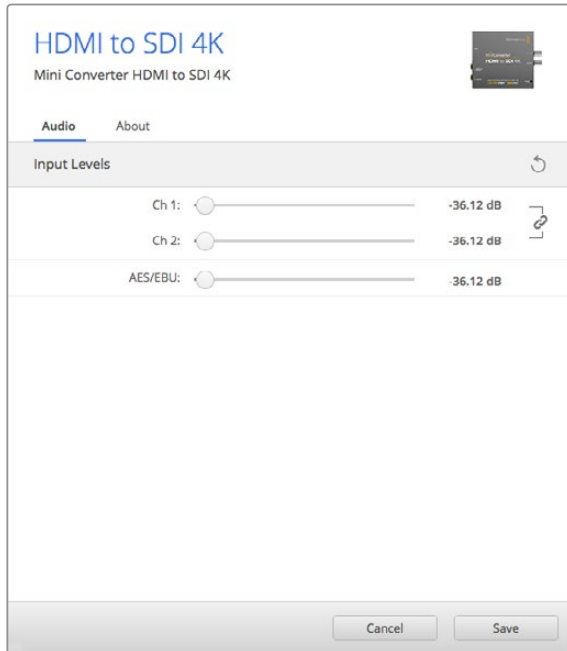 HDMI to SDI 4K
Mini Converter HDMI to SDI 4K
Audio About
Input Levels
Ch 1: -36.12 dB
Ch 2: -36.12 dB
AES/EBU: -36.12 dB
Cancel Save